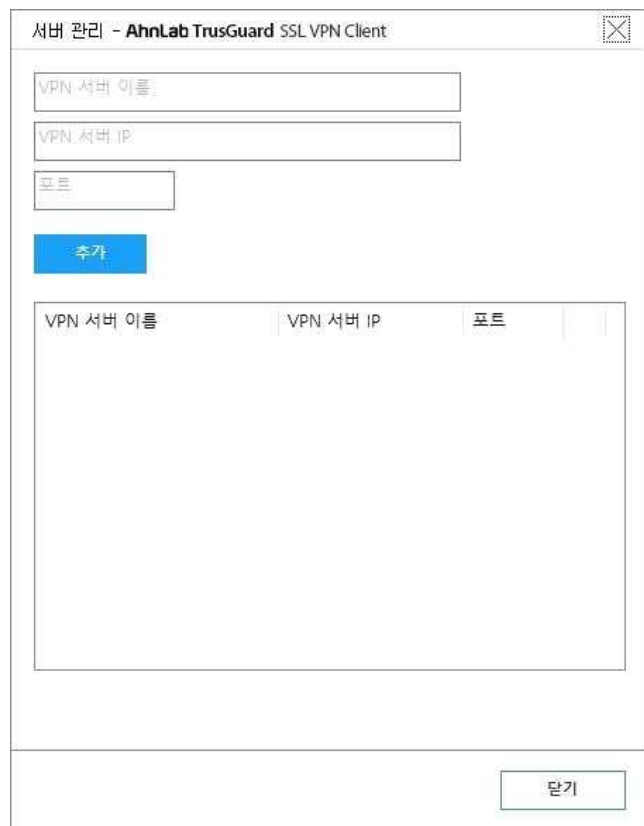 서버 관리 - AhnLab TrusGuard SSL VPN Client
VPN 서버 이름
VPN 서버 IP
포트
추가
VPN 서버 이름 VPN 서버 IP 포트
닫기